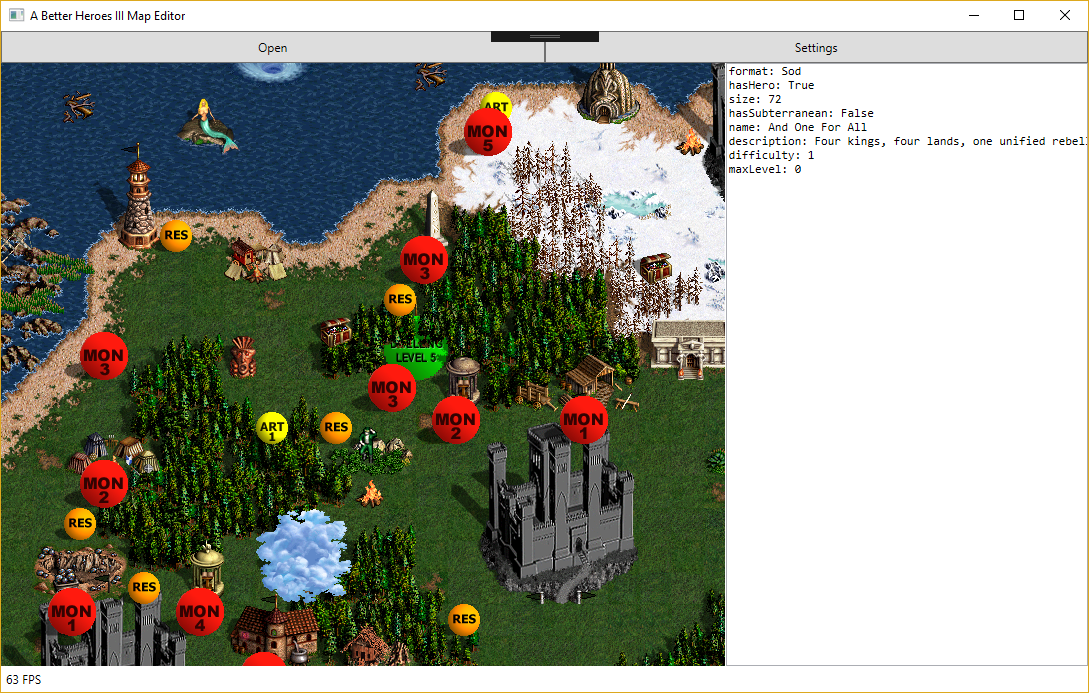 A Better Heroes III Map Editor
Open
Settings
format: Sod
hasHero: True
size: 72
hasSubterranean: False
name: And One For All
description: Four kings, four lands, one unified
difficulty: 1
maxLevel: 0
ART
MON
5
RES
MON
3
RES
LEVEL 5
MON
3
MON
3
MON
2
MON
1
ART
1
RES
MON
2
RES
RES
MON
1
MON
4
RES
63 FPS